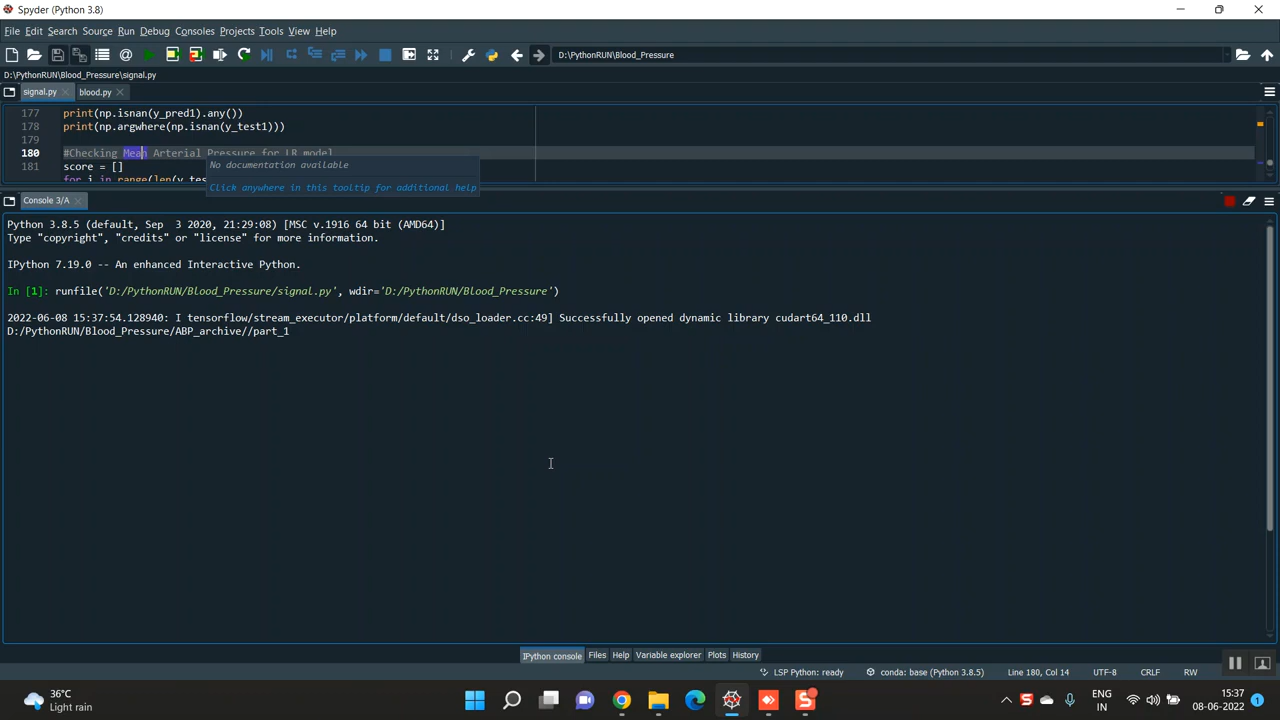 Spyder (Python 3.8)
File Edit Search Source Run Debug Consoles Projects Tools View Help
D:\PythonRUN\Blood_Pressure
D:\PythonRUN\Blood_Pressure\signal.py
signal.py blood.py
177 print(np.isnan(y_pred1).any())
178 print(np.argwhere(np.isnan(y_test1)))
179
180 #Checking Mean Arterial Pressure for LR model
No documentation available
181 score = []
for i in range(len(y_tes
Click anywhere in this tooltip for additional help
Console 3/A
Python 3.8.5 (default, Sep 3 2020, 21:29:08) [MSC v.1916 64 bit (AMD64)]
Type "copyright", "credits" or "license" for more information.
IPython 7.19.0 -- An enhanced Interactive Python.
In [1]: runfile('D:/PythonRUN/Blood_Pressure/signal.py', wdir='D:/PythonRUN/Blood_Pressure')
2022-06-08 15:37:54.128940: I tensorflow/stream_executor/platform/default/dso_loader.cc:49] Successfully opened dynamic library cudart64_110.dll
D:/PythonRUN/Blood_Pressure/ABP_archive//part_1
IPython console Files Help Variable explorer Plots History
LSP Python: ready conda: base (Python 3.8.5) Line 180, Col 14 UTF-8 CRLF RW
36°C
Light rain
ENG
IN
15:37
08-06-2022
1